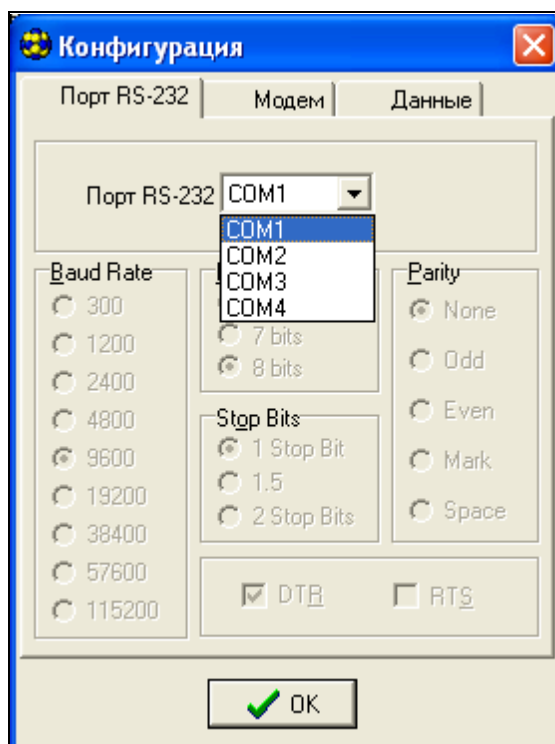 Конфигурация
Порт RS-232
Модем
Данные
Порт RS-232 COM1
COM1
COM2
COM3
COM4
Baud Rate
300
1200
2400
4800
9600
19200
38400
57600
115200
7 bits
8 bits
Stop Bits
1 Stop Bit
1.5
2 Stop Bits
Parity
None
Odd
Even
Mark
Space
DTR
RTS
OK